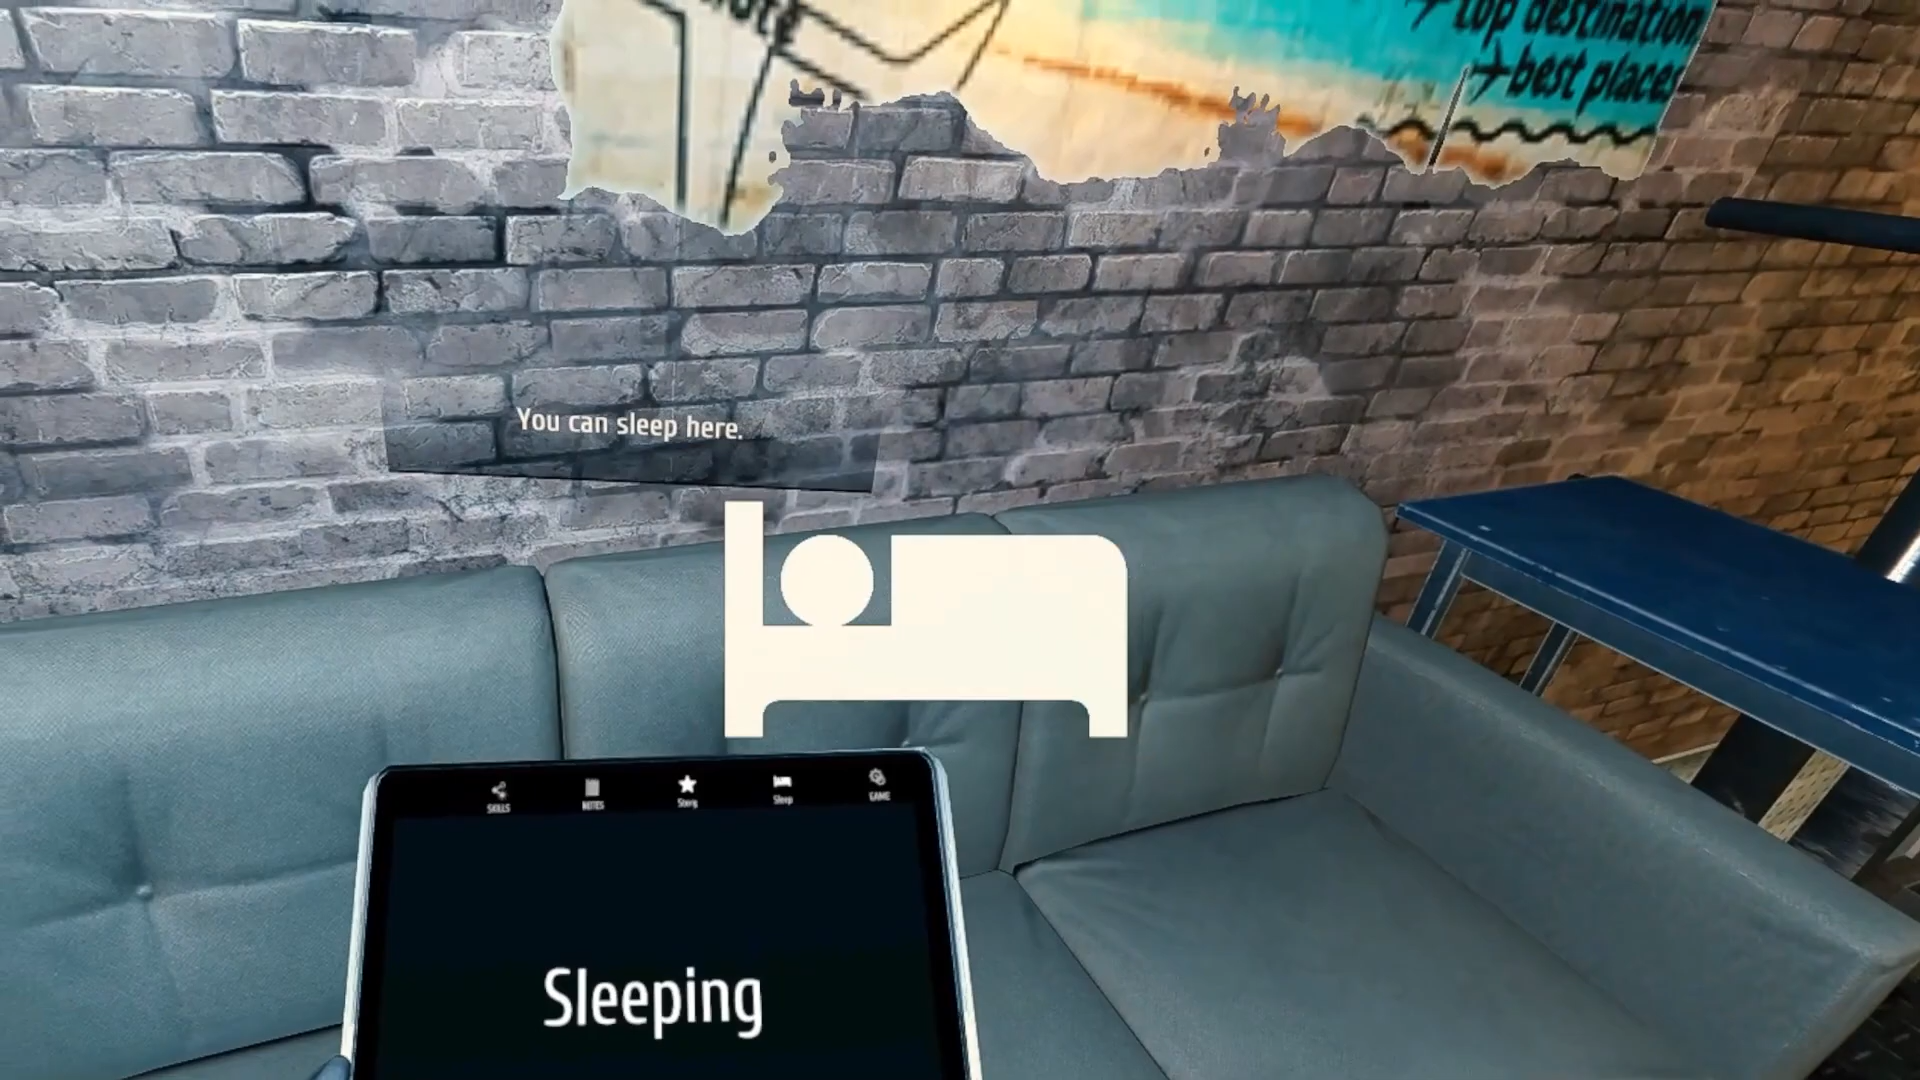 top destination
best places
You can sleep here.
SKILLS
NOTES
Story
Sleep
GAME
Sleeping